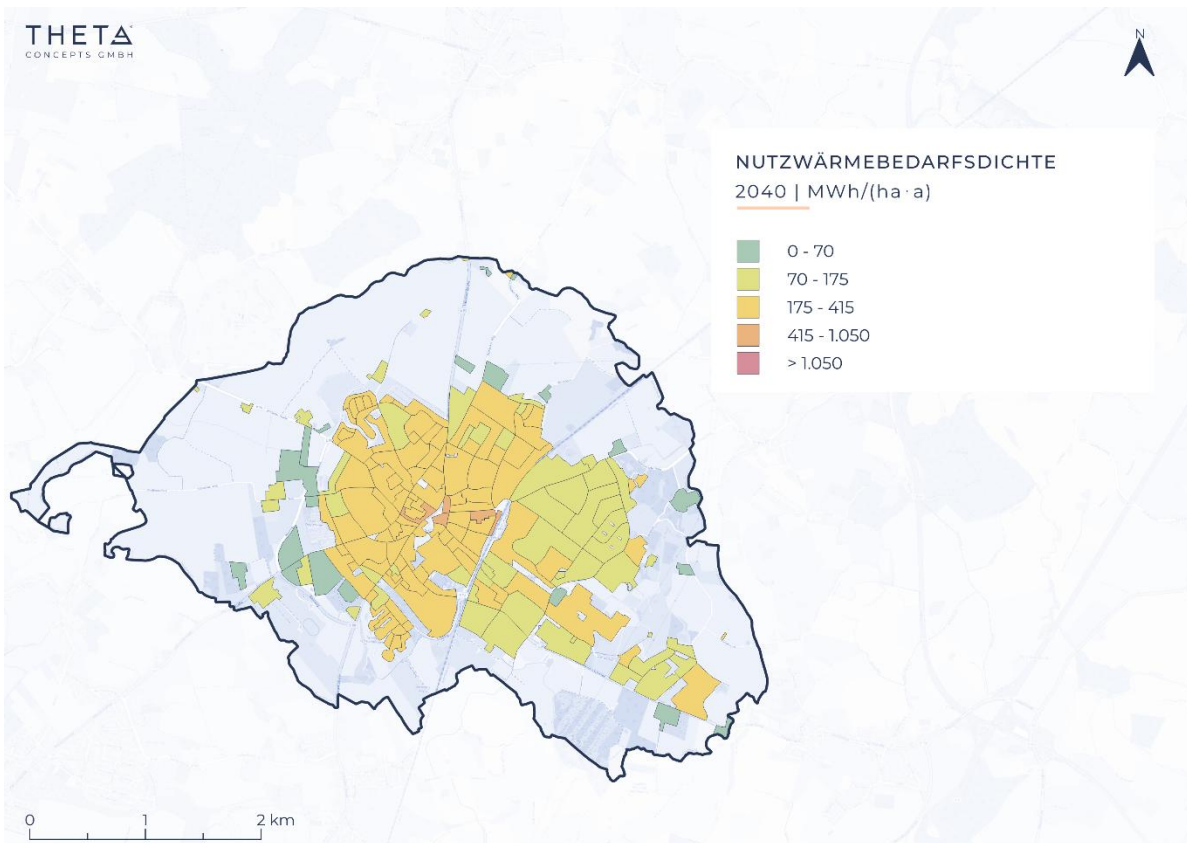 THETA
CONCEPTS GMBH
N
NUTZWÄRMEBEDARFSDICHTE
2040 | MWh/(ha·a)
0 - 70
70 - 175
175 - 415
415 - 1.050
> 1.050
0 1 2 km